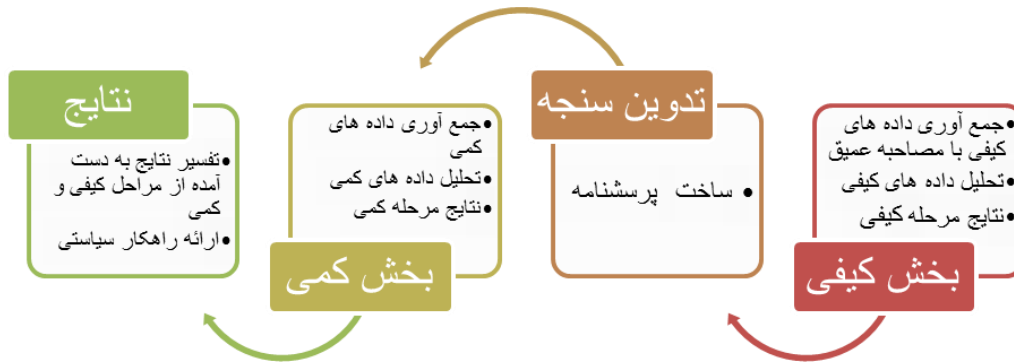 •جمع آوری داده های
کیفی با مصاحبه عمیق
•تحلیل داده های کیفی
•نتایج مرحله کیفی
بخش کیفی
تدوین سنجه
• ساخت پرسشنامه
•جمع آوری داده های
کمی
•تحلیل داده های کمی
•نتایج مرحله کمی
بخش کمی
نتایج
•تفسیر نتایج به دست
آمده از مراحل کیفی و
کمی
•ارائه راهکار سیاستی